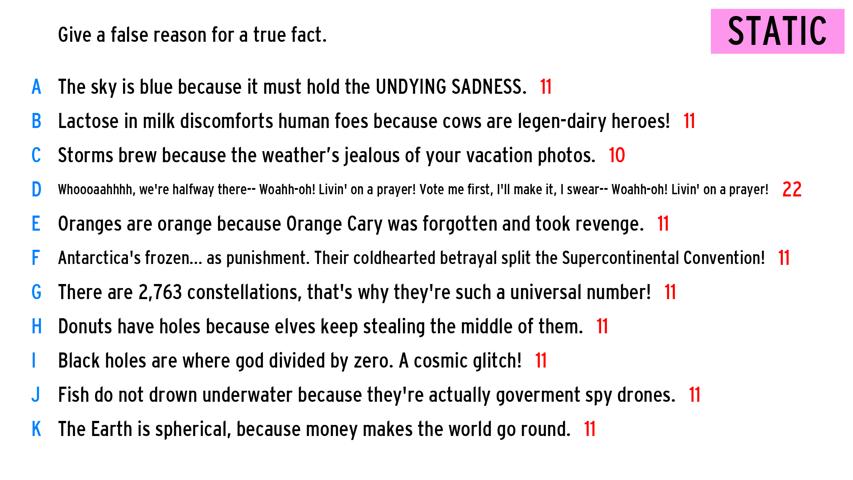 Give a false reason for a true fact.
STATIC
A The sky is blue because it must hold the UNDYING SADNESS. 11
B Lactose in milk discomforts human foes because cows are legen-dairy heroes! 11
C Storms brew because the weather's jealous of your vacation photos. 10
D Whoooaahhhh, we're halfway there-- Woahh-oh! Livin' on a prayer! Vote me first, I'll make it, I swear-- Woahh-oh! Livin' on a prayer! 22
E Oranges are orange because Orange Cary was forgotten and took revenge. 11
F Antarctica's frozen... as punishment. Their coldhearted betrayal split the Supercontinental Convention! 11
G There are 2,763 constellations, that's why they're such a universal number! 11
H Donuts have holes because elves keep stealing the middle of them. 11
I Black holes are where god divided by zero. A cosmic glitch! 11
J Fish do not drown underwater because they're actually goverment spy drones. 11
K The Earth is spherical, because money makes the world go round. 11